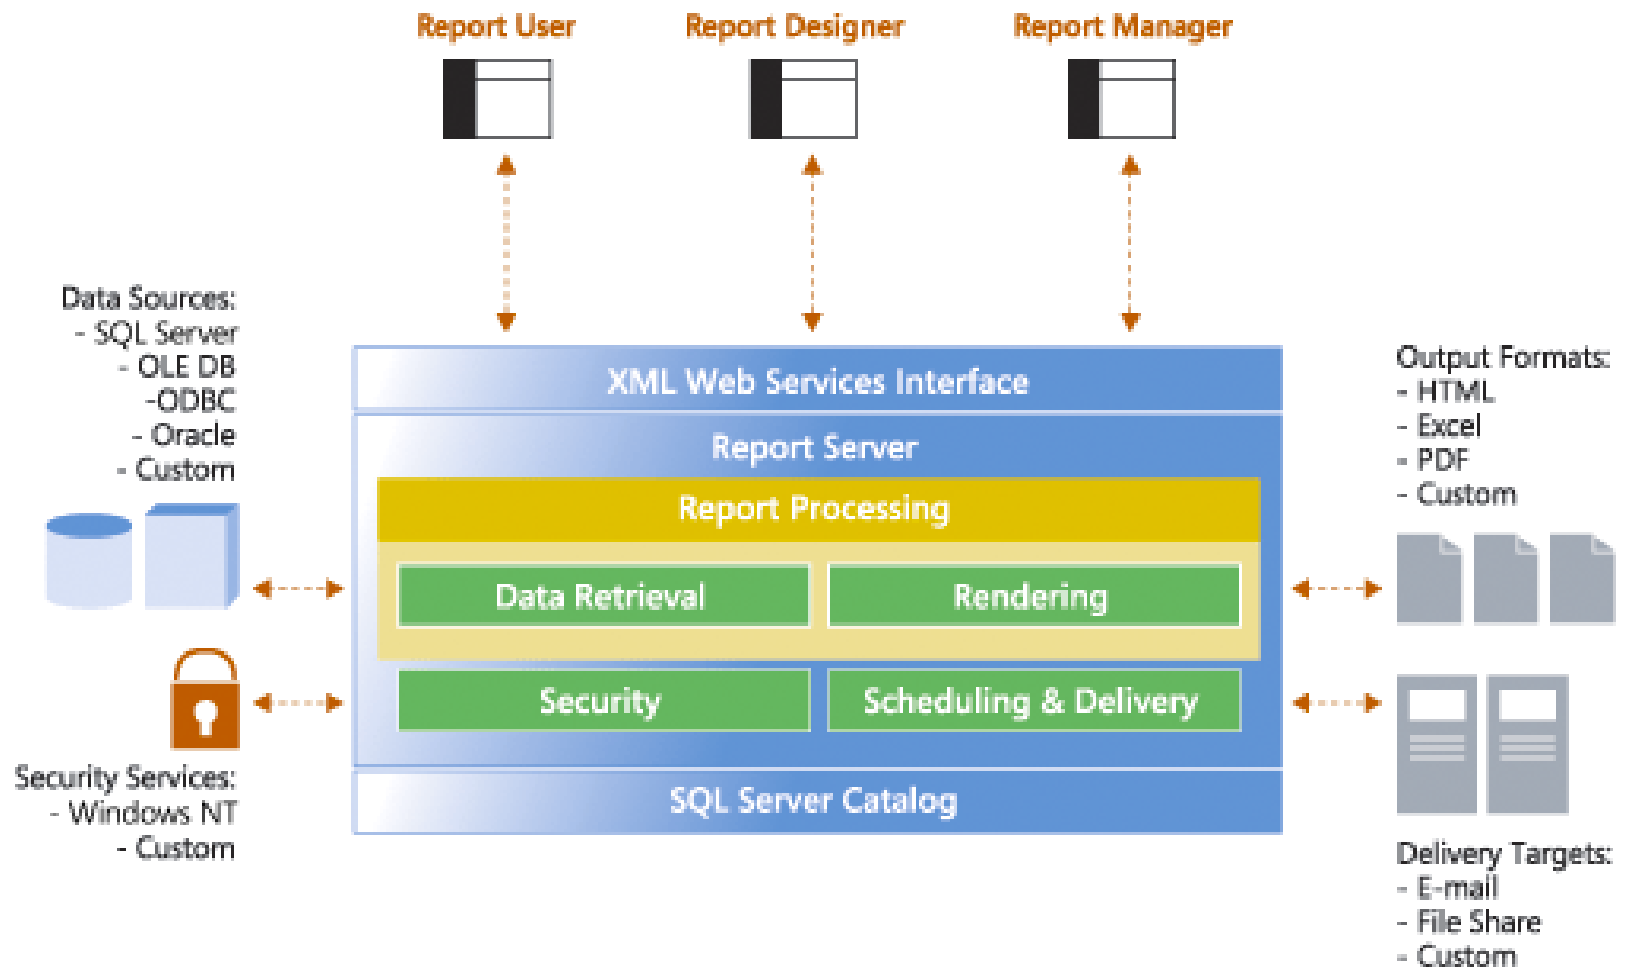 Report User
Report Designer
Report Manager
Data Sources:
- SQL Server
- OLE DB
-ODBC
- Oracle
- Custom
XML Web Services Interface
Report Server
Report Processing
Data Retrieval
Rendering
Security
Scheduling & Delivery
SQL Server Catalog
Security Services:
- Windows NT
- Custom
Output Formats:
- HTML
- Excel
- PDF
- Custom
Delivery Targets:
- E-mail
- File Share
- Custom